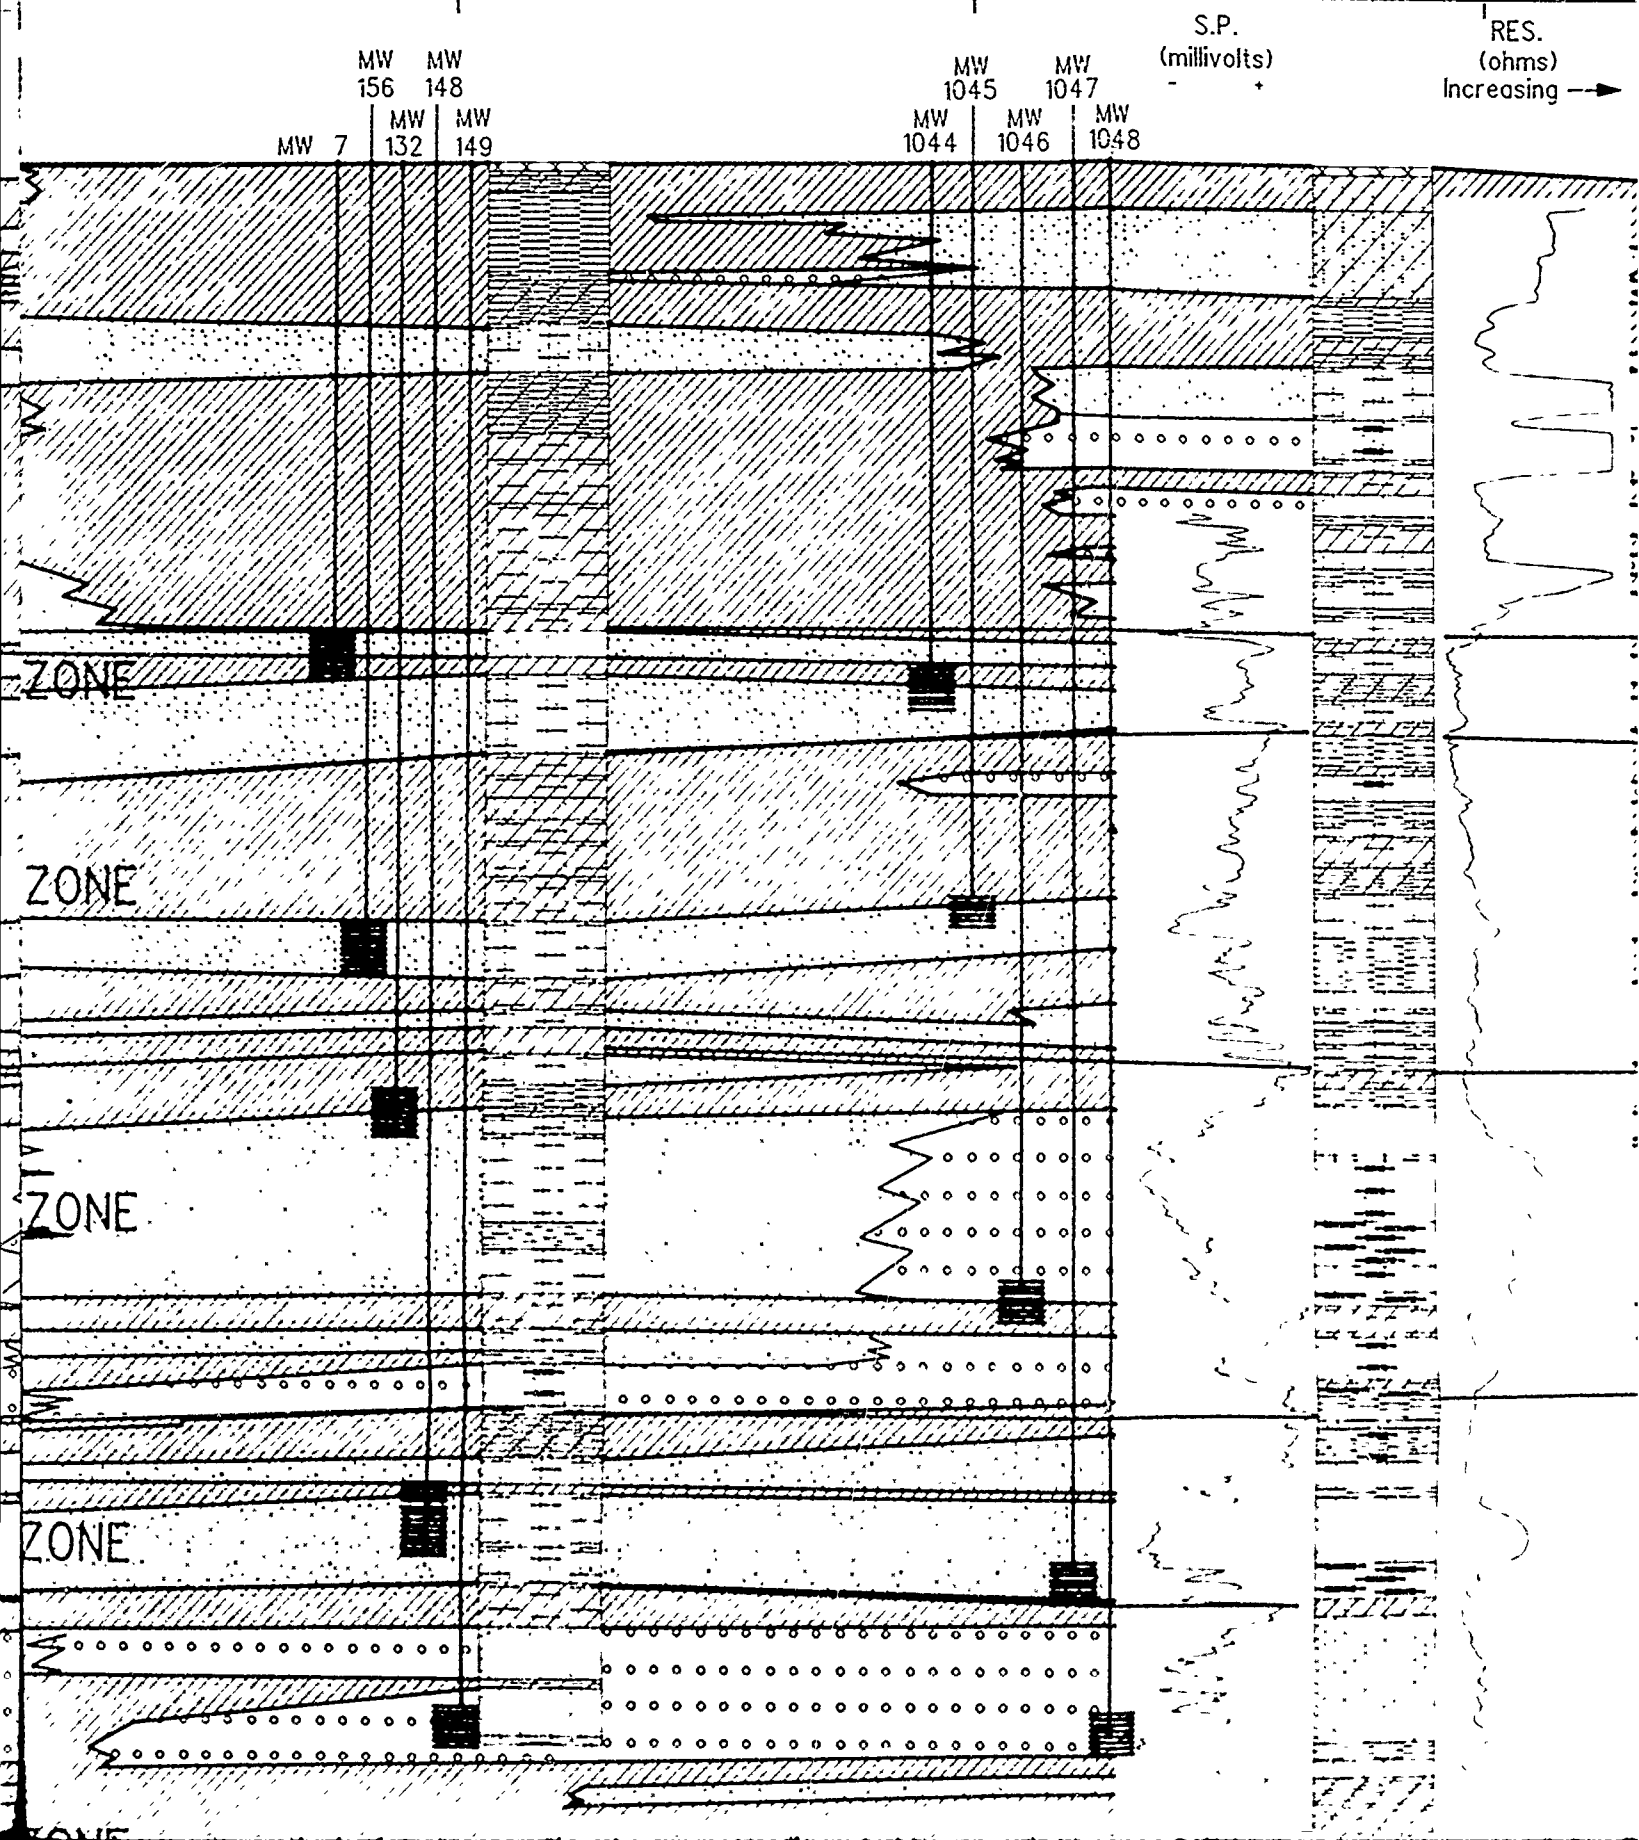 S.P.
(millivolts)
- +
RES.
(ohms)
Increasing
MW
156
MW
148
MW 7
MW
132
MW
149
MW
1045
MW
1047
MW
1044
MW
1046
MW
1048
ZONE
ZONE
ZONE
ZONE
ZONE